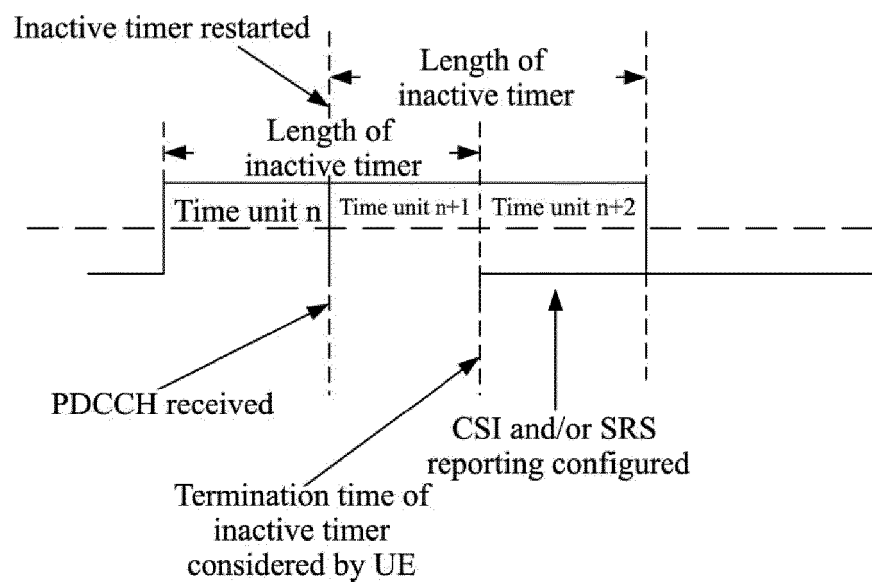 Inactive timer restarted
Length of
inactive timer
Length of
inactive timer
Time unit n
Time unit n+1
Time unit n+2
PDCCH received
CSI and/or SRS
reporting configured
Termination time of
inactive timer
considered by UE